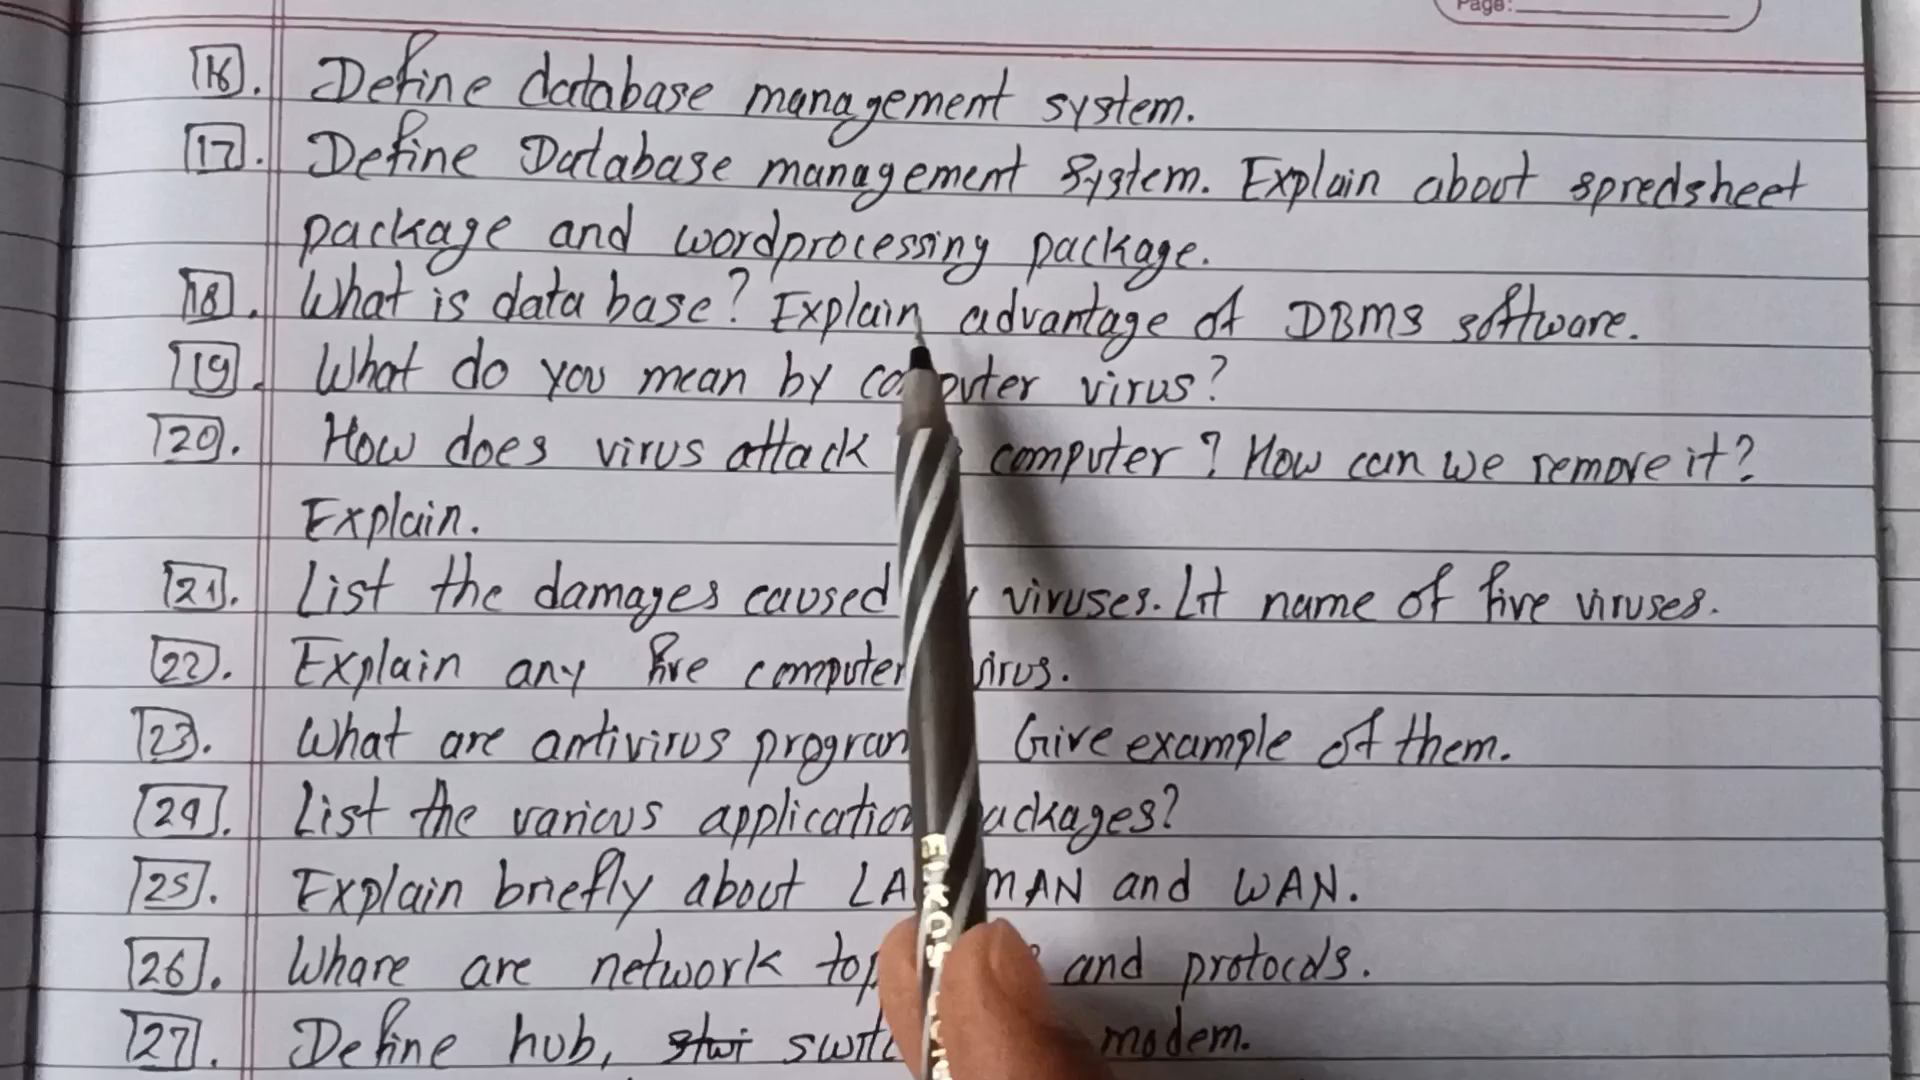 Page:
16. Define database management system.
17. Define Database management System. Explain about spredsheet
package and wordprocessing package.
18. What is data base? Explain advantage of DBMS software.
19. What do you mean by computer virus?
20. How does virus attack computer? How can we remove it?
Explain.
21. List the damages caused viruses. Lit name of five viruses.
22. Explain any five computer virus.
23. What are antivirus program Give example of them.
24. List the various application packages?
25. Explain briefly about LAN MAN and WAN.
26. Whare are network and protocols.
27. Define hub, modem.